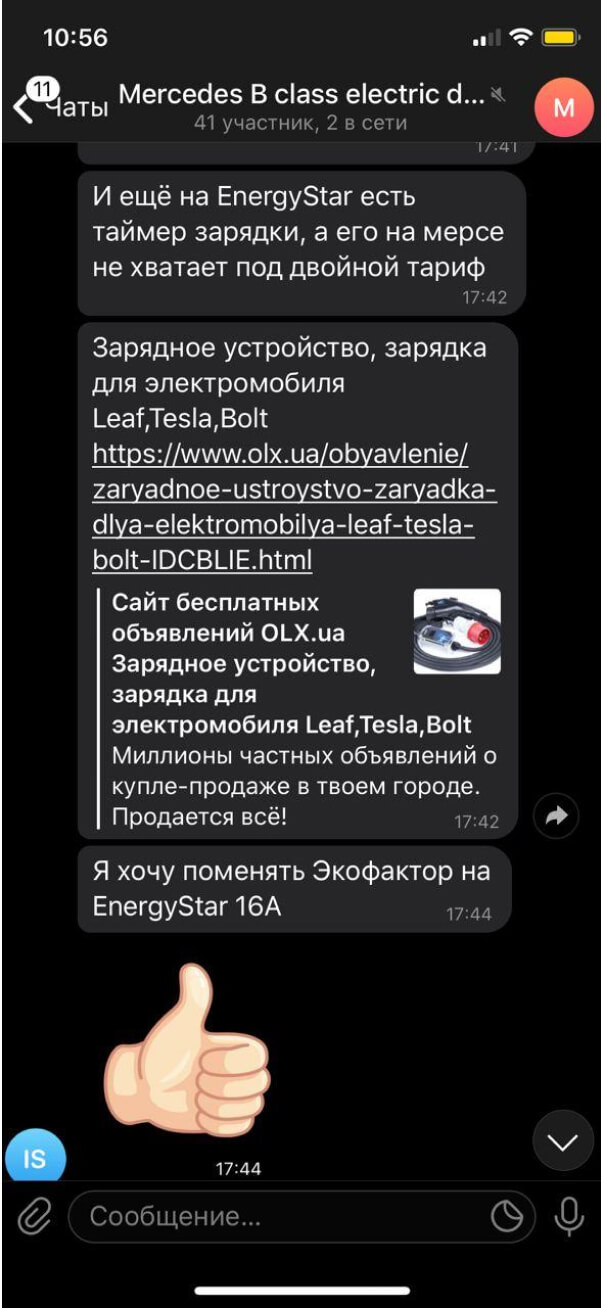 10:56
11
Чаты
Mercedes B class electric d...
41 участник, 2 в сети
M
17:41
И ещё на EnergyStar есть
таймер зарядки, а его на мерсе
не хватает под двойной тариф
17:42
Зарядное устройство, зарядка
для электромобиля
Leaf,Tesla,Bolt
https://www.olx.ua/obyavlenie/
zaryadnoe-ustroystvo-zaryadka-
dlya-elektromobilya-leaf-tesla-
bolt-IDCBLIE.html
Сайт бесплатных
объявлений OLX.ua
Зарядное устройство,
зарядка для
электромобиля Leaf,Tesla,Bolt
Миллионы частных объявлений о
купле-продаже в твоем городе.
Продается всё!
17:42
Я хочу поменять Экофактор на
EnergyStar 16A
17:44
IS
17:44
Сообщение...